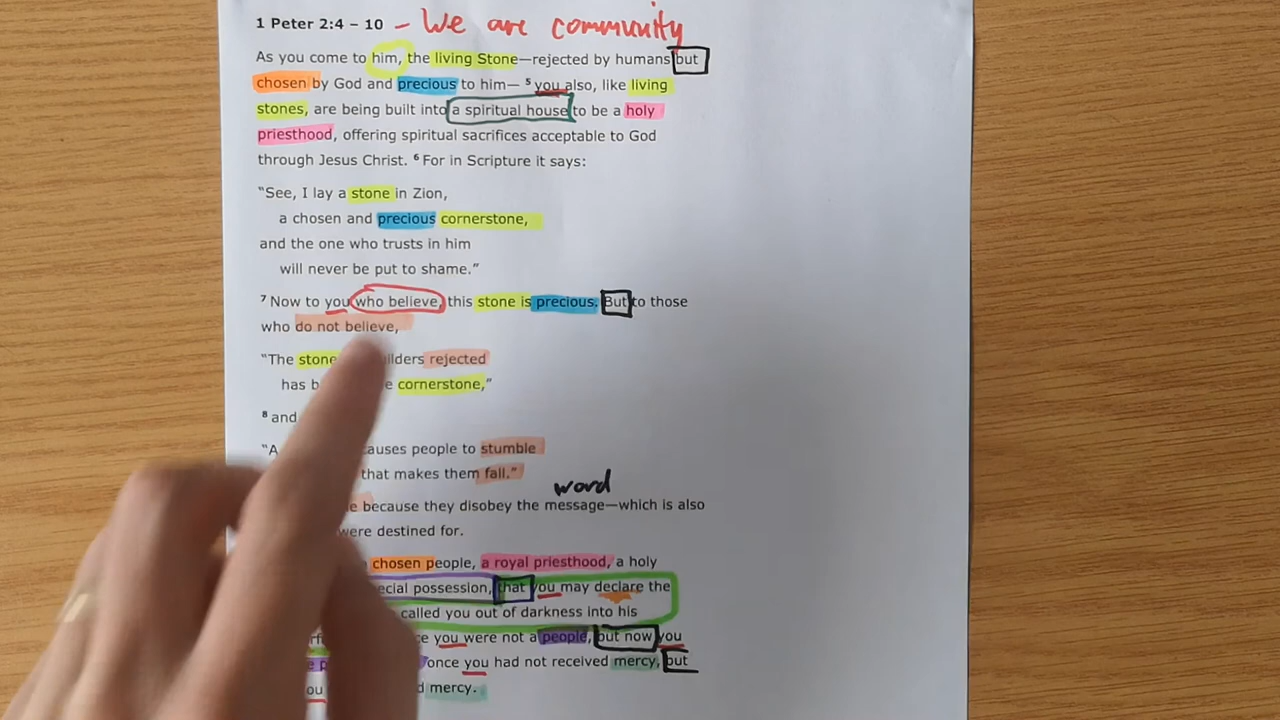 1 Peter 2:4 – 10 – We are community
As you come to him, the living Stone—rejected by humans but
chosen by God and precious to him— 5 you also, like living
stones, are being built into a spiritual house to be a holy
priesthood, offering spiritual sacrifices acceptable to God
through Jesus Christ. 6 For in Scripture it says:
“See, I lay a stone in Zion,
a chosen and precious cornerstone,
and the one who trusts in him
will never be put to shame.”
7 Now to you who believe, this stone is precious. But to those
who do not believe,
“The stone ilders rejected
has b e cornerstone,”
8 and
“A auses people to stumble
that makes them fall.”
word
e because they disobey the message—which is also
were destined for.
chosen people, a royal priesthood, a holy
ecial possession, that you may declare the
called you out of darkness into his
rf ce you were not a people, but now you
e p once you had not received mercy, but
ou d mercy.